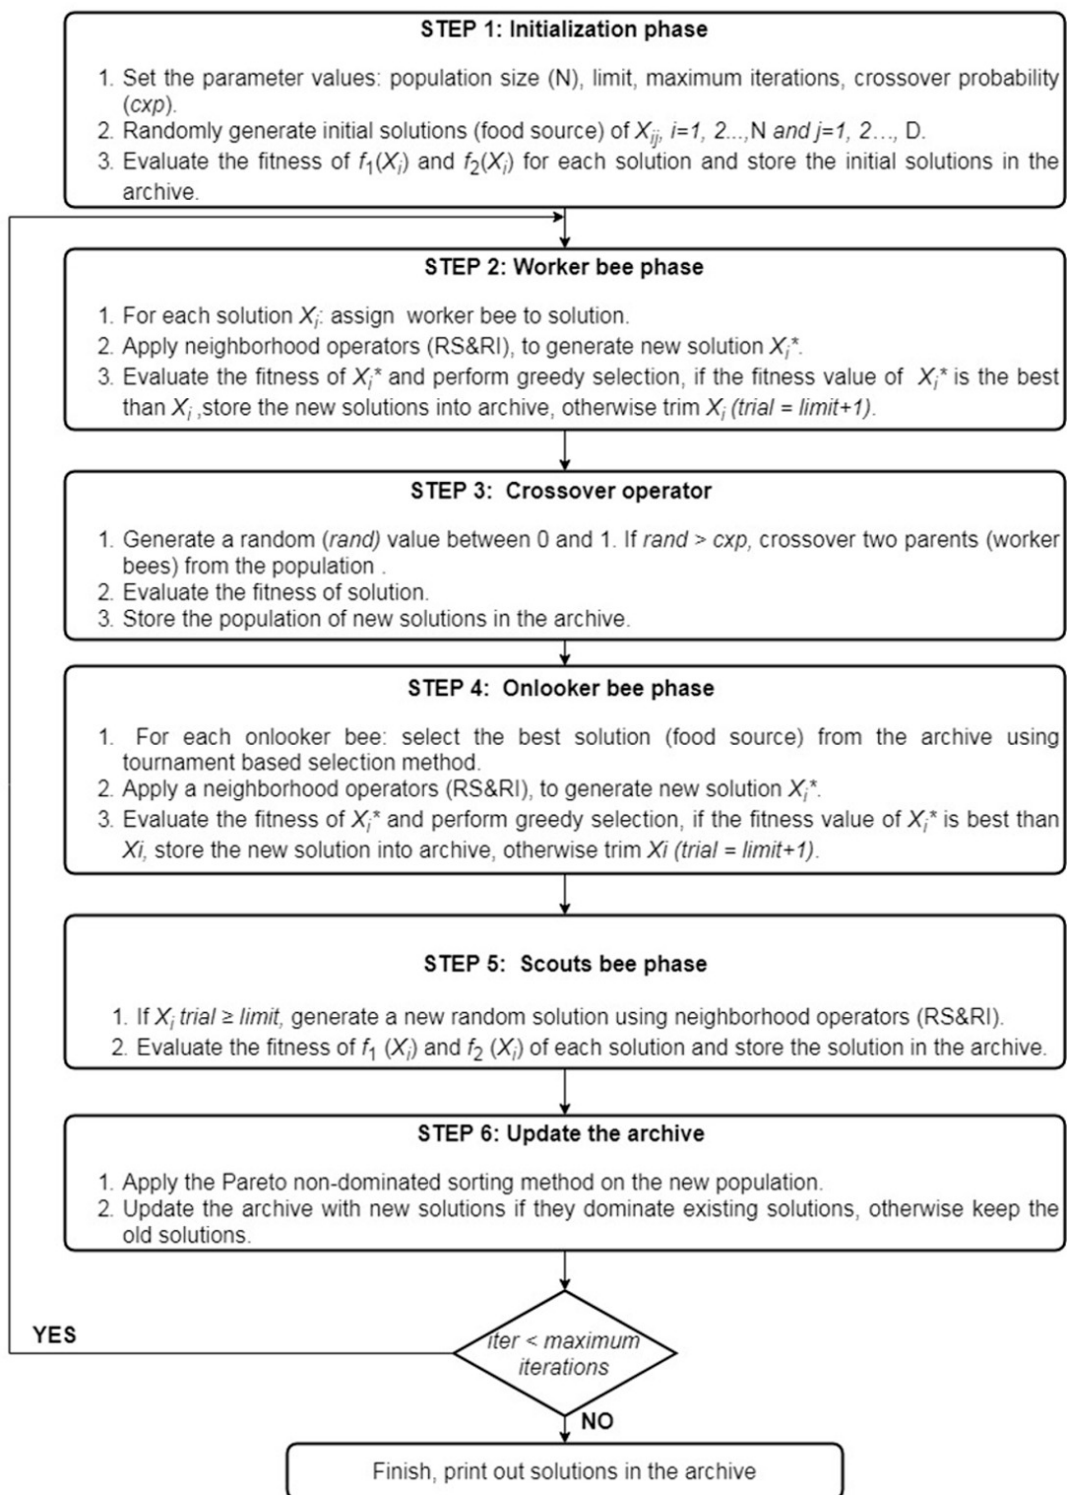 STEP 1: Initialization phase
1. Set the parameter values: population size (N), limit, maximum iterations, crossover probability
(cxp).
2. Randomly generate initial solutions (food source) of Xij, i=1, 2...,N and j=1, 2..., D.
3. Evaluate the fitness of f1(Xi) and f2(Xi) for each solution and store the initial solutions in the
archive.
STEP 2: Worker bee phase
1. For each solution Xi: assign worker bee to solution.
2. Apply neighborhood operators (RS&RI), to generate new solution Xi*.
3. Evaluate the fitness of Xi* and perform greedy selection, if the fitness value of Xi* is the best
than Xi ,store the new solutions into archive, otherwise trim Xi (trial = limit+1).
STEP 3: Crossover operator
1. Generate a random (rand) value between 0 and 1. If rand > cxp, crossover two parents (worker
bees) from the population .
2. Evaluate the fitness of solution.
3. Store the population of new solutions in the archive.
STEP 4: Onlooker bee phase
1. For each onlooker bee: select the best solution (food source) from the archive using
tournament based selection method.
2. Apply a neighborhood operators (RS&RI), to generate new solution Xi*.
3. Evaluate the fitness of Xi* and perform greedy selection, if the fitness value of Xi* is best than
Xi, store the new solution into archive, otherwise trim Xi (trial = limit+1).
STEP 5: Scouts bee phase
1. If Xi trial ≥ limit, generate a new random solution using neighborhood operators (RS&RI).
2. Evaluate the fitness of f1 (Xi) and f2 (Xi) of each solution and store the solution in the archive.
STEP 6: Update the archive
1. Apply the Pareto non-dominated sorting method on the new population.
2. Update the archive with new solutions if they dominate existing solutions, otherwise keep the
old solutions.
YES
iter < maximum
iterations
NO
Finish, print out solutions in the archive